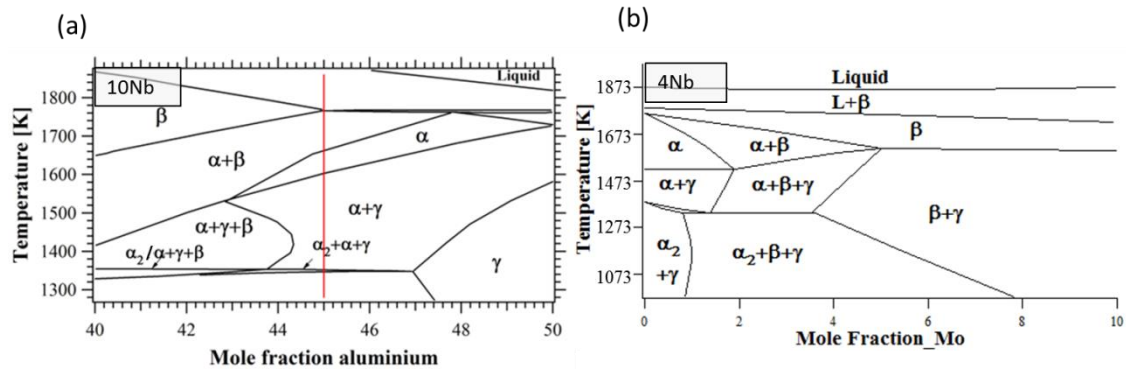 (a)
10Nb
Temperature [K]
1800
1700
1600
1500
1400
1300
40
42
44
46
48
50
Mole fraction aluminium
Liquid
β
α
α+β
α+γ
α+γ+β
α₂+α+γ
α₂/α+γ+β
γ
(b)
4Nb
Temperature [K]
1873
1673
1473
1273
1073
0
2
4
6
8
10
Mole Fraction_Mo
Liquid
L+β
β
α
α+β
α+γ
α+β+γ
β+γ
α₂
+γ
α₂+β+γ